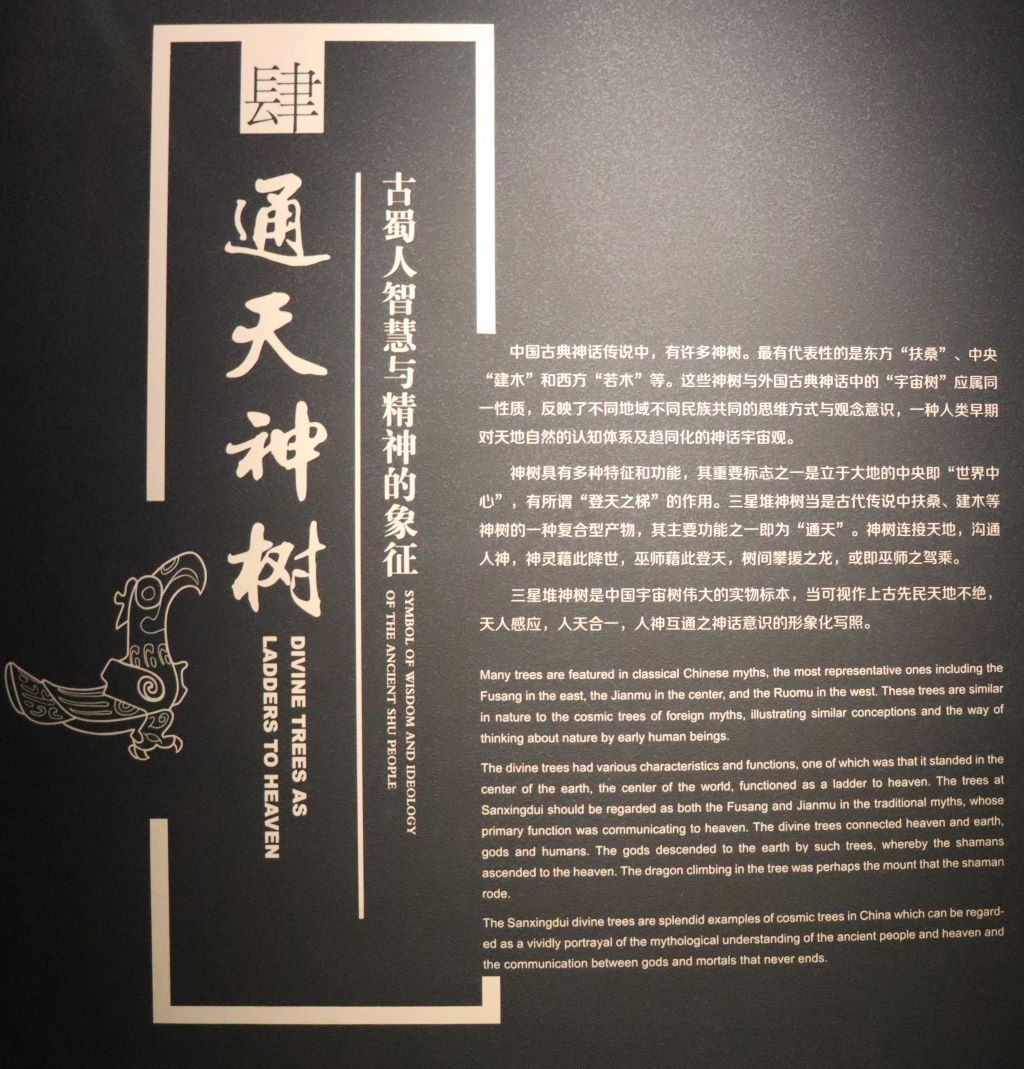 肆
通天神树
DIVINE TREES AS
LADDERS TO HEAVEN
古蜀人智慧与精神的象征
SYMBOL OF WISDOM AND IDEOLOGY
OF THE ANCIENT SHU PEOPLE
中国古典神话传说中，有许多神树。最有代表性的是东方“扶桑”、中央
“建木”和西方“若木”等。这些神树与外国古典神话中的“宇宙树”应属同
一性质，反映了不同地域不同民族共同的思维方式与观念意识，一种人类早期
对天地自然的认知体系及趋同化的神话宇宙观。
神树具有多种特征和功能，其重要标志之一是立于大地的中央即“世界中
心”，有所谓“登天之梯”的作用。三星堆神树当是古代传说中扶桑、建木等
神树的一种复合型产物，其主要功能之一即为“通天”。神树连接天地，沟通
人神，神灵藉此降世，巫师藉此登天，树间攀援之龙，或即巫师之驾乘。
三星堆神树是中国宇宙树伟大的实物标本，当可视作上古先民天地不绝，
天人感应，人天合一，人神互通之神话意识的形象化写照。
Many trees are featured in classical Chinese myths, the most representative ones including the
Fusang in the east, the Jianmu in the center, and the Ruomu in the west. These trees are similar
in nature to the cosmic trees of foreign myths, illustrating similar conceptions and the way of
thinking about nature by early human beings.
The divine trees had various characteristics and functions, one of which was that it standed in the
center of the earth, the center of the world, functioned as a ladder to heaven. The trees at
Sanxingdui should be regarded as both the Fusang and Jianmu in the traditional myths, whose
primary function was communicating to heaven. The divine trees connected heaven and earth,
gods and humans. The gods descended to the earth by such trees, whereby the shamans
ascended to the heaven. The dragon climbing in the tree was perhaps the mount that the shaman
rode.
The Sanxingdui divine trees are splendid examples of cosmic trees in China which can be regard-
ed as a vividly portrayal of the mythological understanding of the ancient people and heaven and
the communication between gods and mortals that never ends.